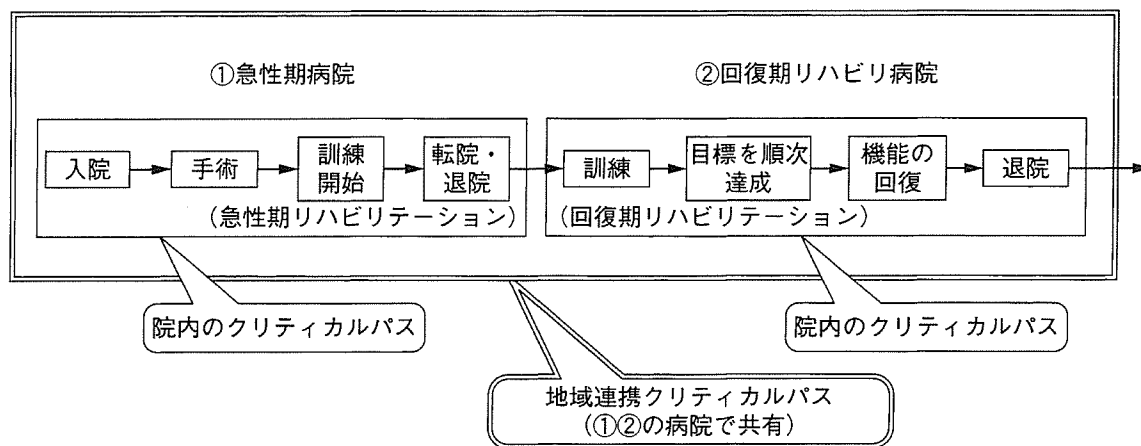 ①急性期病院
②回復期リハビリ病院
入院
手術
訓練
開始
転院・
退院
訓練
目標を順次
達成
機能の
回復
退院
(急性期リハビリテーション)
(回復期リハビリテーション)
院内のクリティカルパス
院内のクリティカルパス
地域連携クリティカルパス
(①②の病院で共有)